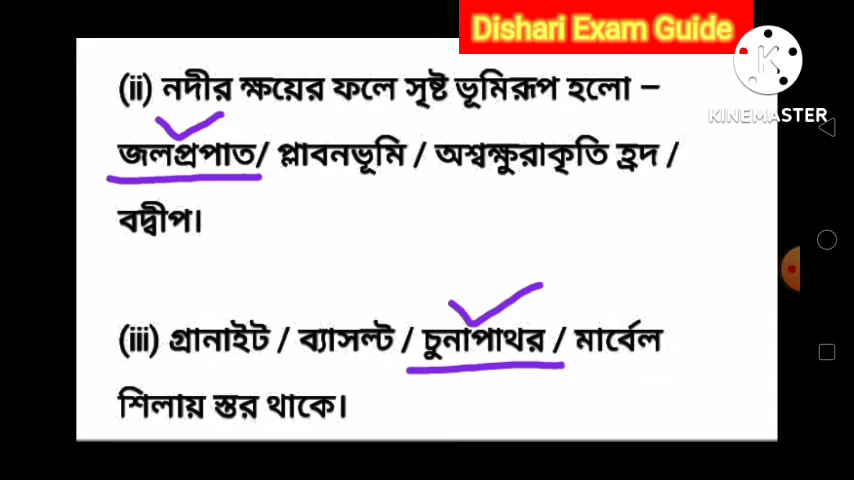 Dishari Exam Guide
KINEMASTER
(ii) নদীর ক্ষয়ের ফলে সৃষ্ট ভূমিরূপ হলো –
জলপ্রপাত/ প্লাবনভূমি / অশ্বক্ষুরাকৃতি হ্রদ /
বদ্বীপ।
(iii) গ্রানাইট / ব্যাসল্ট / চুনাপাথর / মার্বেল
শিলায় স্তর থাকে।